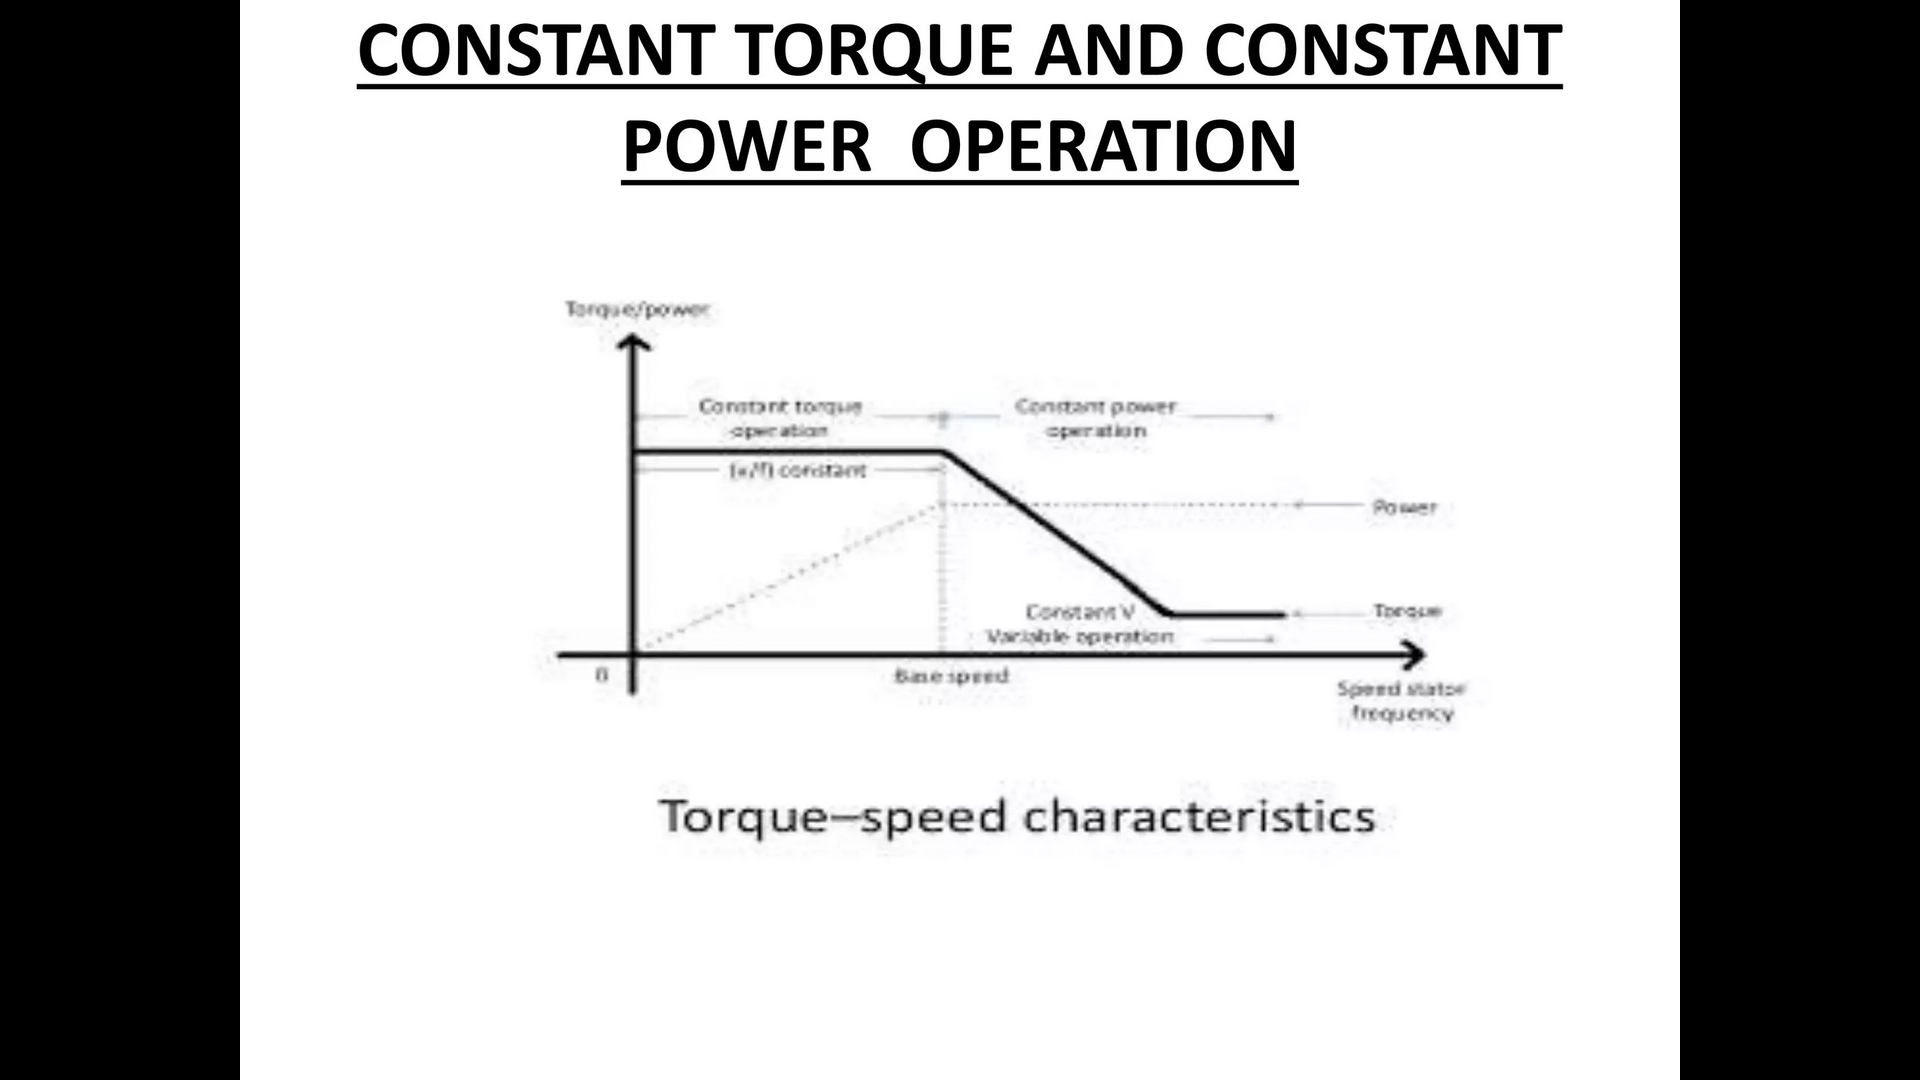 CONSTANT TORQUE AND CONSTANT
POWER OPERATION
Torque/power
Constant torque
operation
Constant power
operation
(v/f) constant
Power
Constant V
Variable operation
Torque
0
Base speed
Speed stator
frequency
Torque–speed characteristics